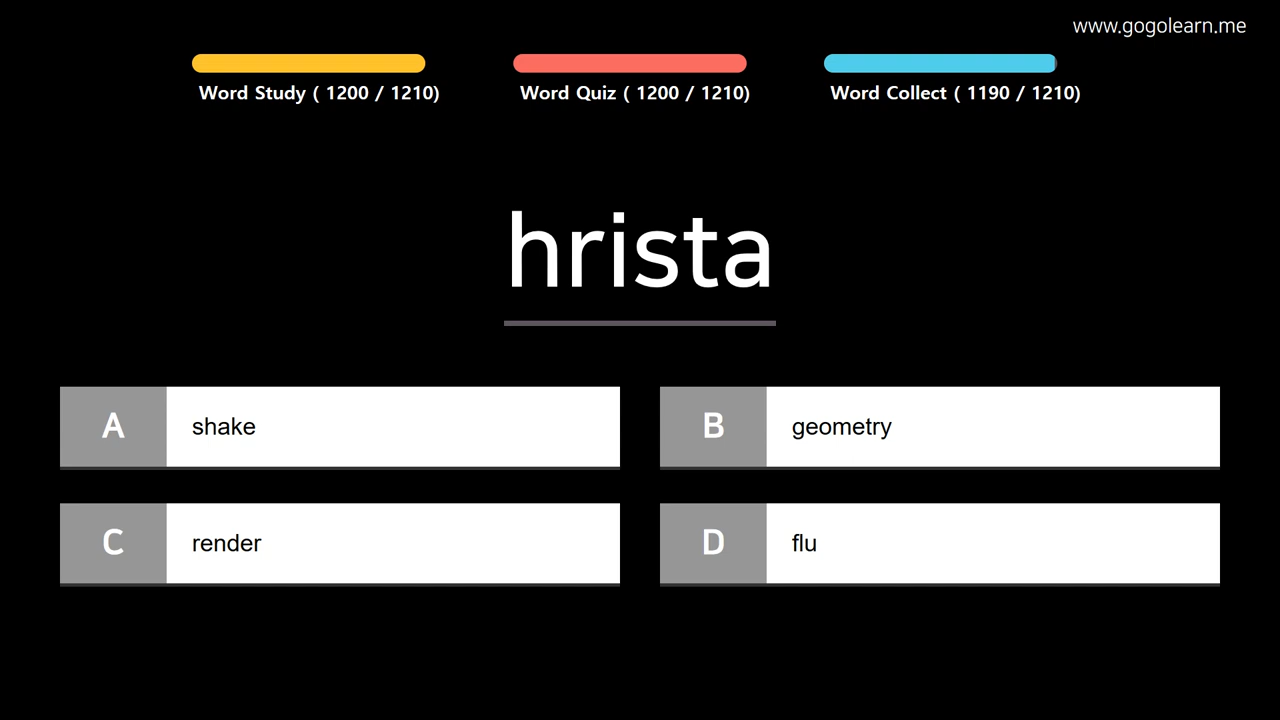 www.gogolearn.me
Word Study ( 1200 / 1210)
Word Quiz ( 1200 / 1210)
Word Collect ( 1190 / 1210)
hrista
A shake
B geometry
C render
D flu